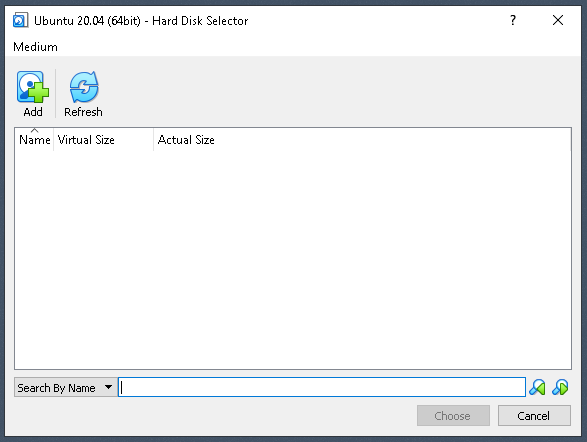 Ubuntu 20.04 (64bit) - Hard Disk Selector ?
Medium
Add Refresh
Name Virtual Size Actual Size
Search By Name
Choose Cancel